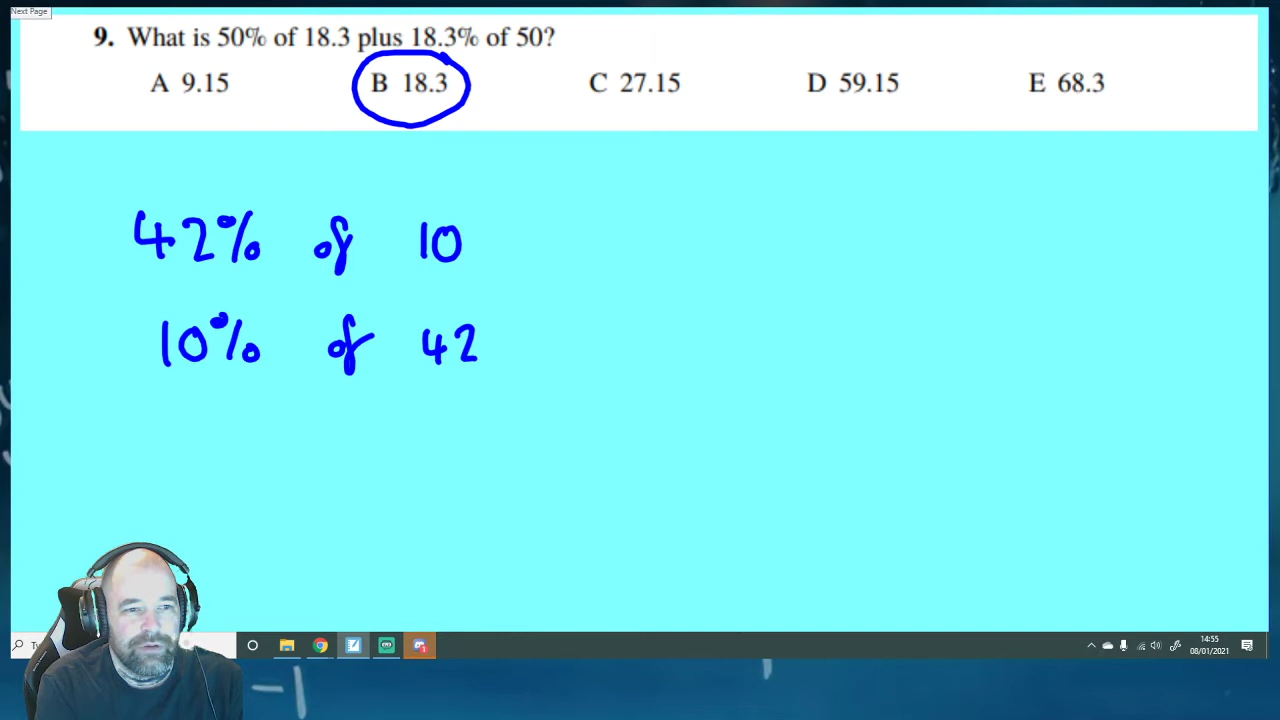 Next Page
9. What is 50% of 18.3 plus 18.3% of 50?
A 9.15 B 18.3 C 27.15 D 59.15 E 68.3
42% of 10
10% of 42
14:55
08/01/2021